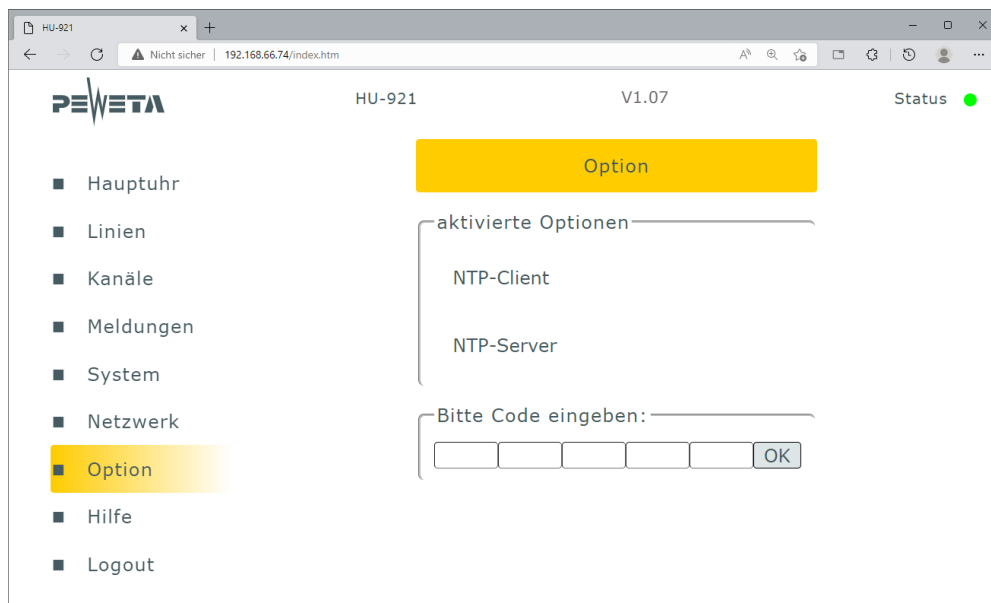 HU-921
Nicht sicher | 192.168.66.74/index.htm
PEWETA
HU-921 V1.07 Status
Option
Hauptuhr
Linien
Kanäle
Meldungen
System
Netzwerk
Option
Hilfe
Logout
aktivierte Optionen
NTP-Client
NTP-Server
Bitte Code eingeben:
OK